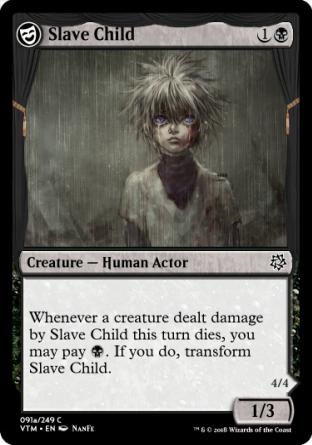 Slave Child 1
Creature — Human Actor
Whenever a creature dealt damage
by Slave Child this turn dies, you
may pay . If you do, transform
Slave Child.
4/4
1/3
091a/249 C
VTM • EN NanFe
™ & © 2018 Wizards of the Coast